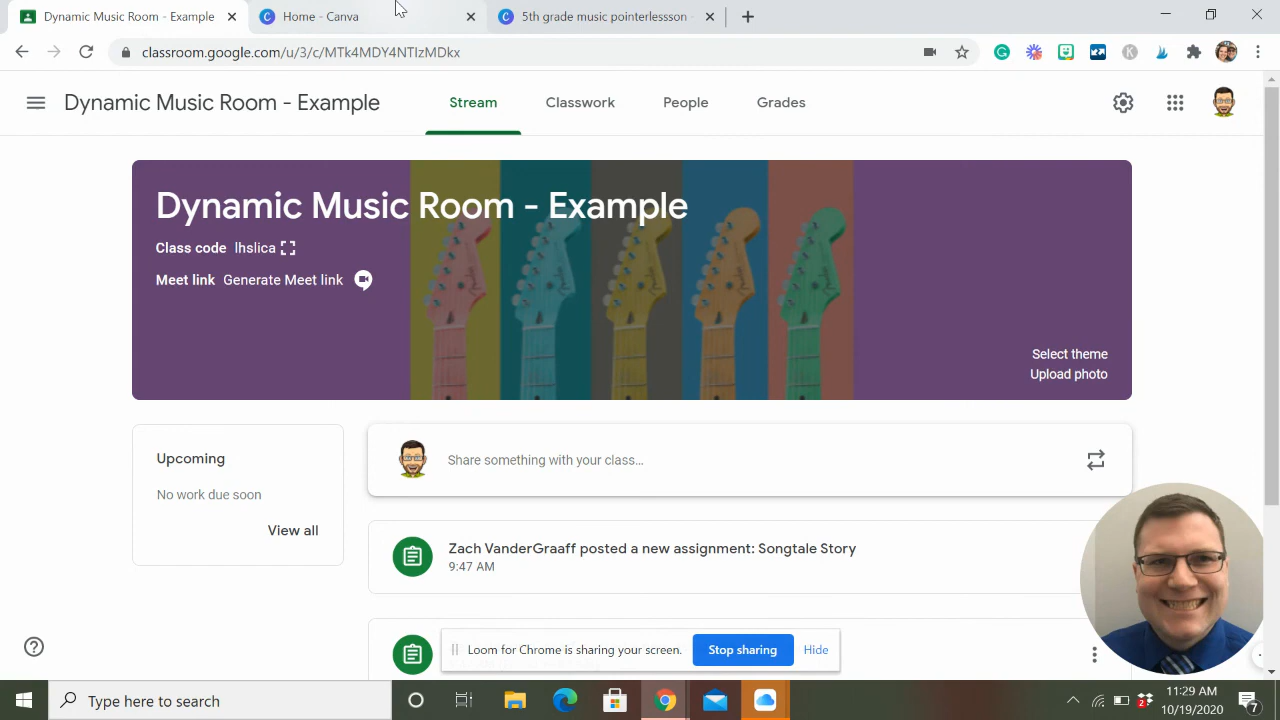 Dynamic Music Room - Example
Home - Canva
5th grade music pointerlessson -
classroom.google.com/u/3/c/MTk4MDY4NTIzMDkx
Dynamic Music Room - Example
Stream
Classwork
People
Grades
Dynamic Music Room - Example
Class code lhslica
Meet link Generate Meet link
Select theme
Upload photo
Upcoming
No work due soon
View all
Share something with your class...
Zach VanderGraaff posted a new assignment: Songtale Story
9:47 AM
Loom for Chrome is sharing your screen.
Stop sharing
Hide
Type here to search
2
11:29 AM
10/19/2020
7